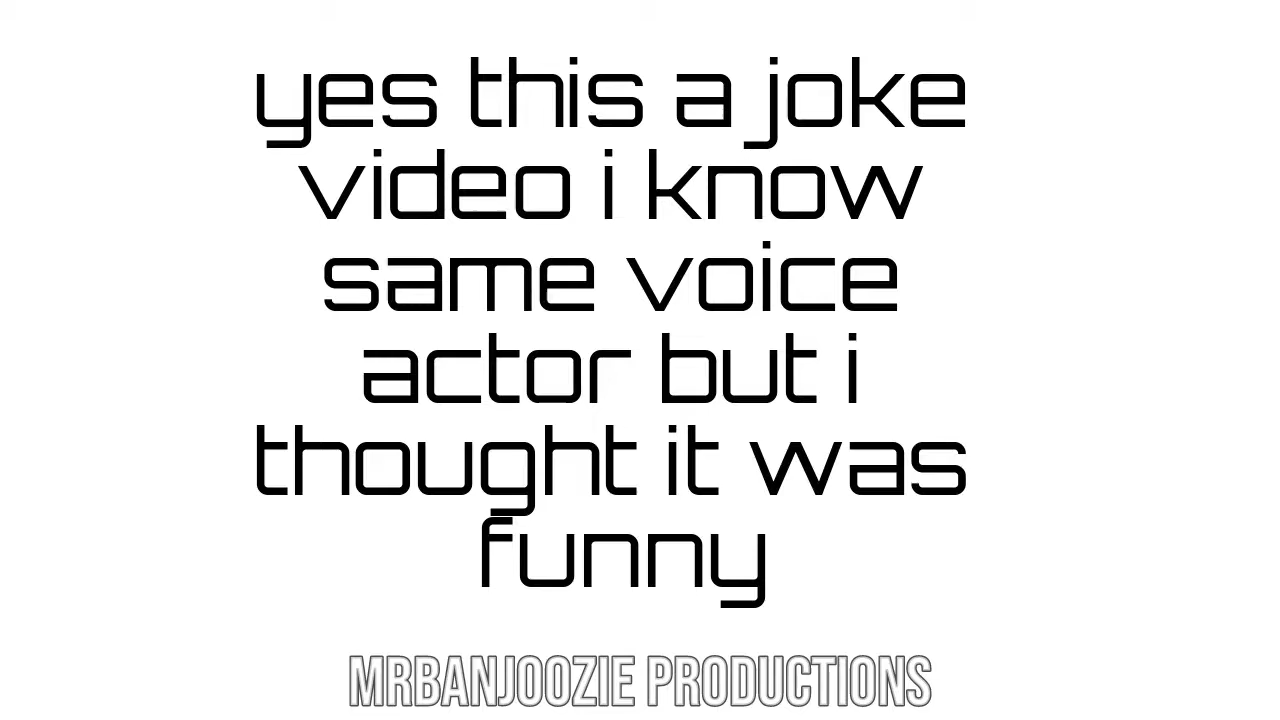 yes this a joke
video i know
same voice
actor but i
thought it was
funny
MRBANJOOZIE PRODUCTIONS